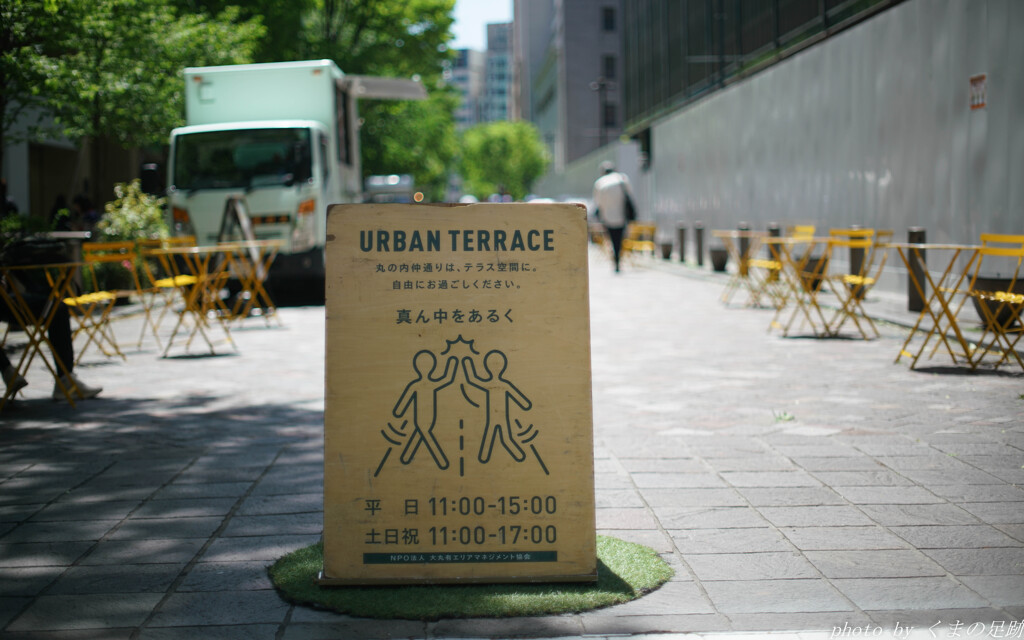 URBAN TERRACE
丸の内仲通りは、テラス空間に。
自由にお過ごしください。
真ん中をあるく
平 日 11:00-15:00
土日祝 11:00-17:00
NPO法人 大丸有エリアマネジメント協会
photo by くまの足跡